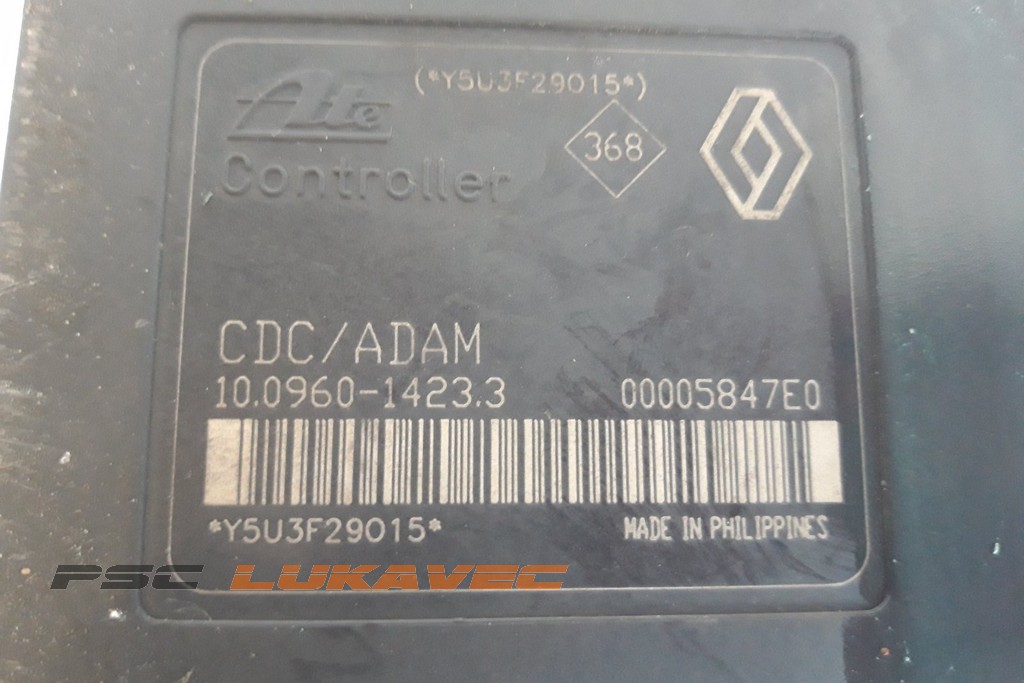 (*Y5U3F29015*)
Ate
368
Controller
CDC/ADAM
10.0960-1423.3 00005847E0
*Y5U3F29015* MADE IN PHILIPPINES
PSC LUKAVEC